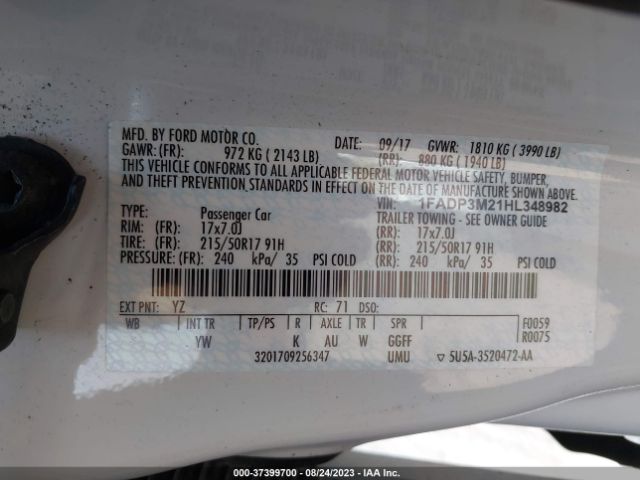 MFD. BY FORD MOTOR CO. DATE: 09/17 GVWR: 1810 KG ( 3990 LB)
GAWR: (FR): 972 KG ( 2143 LB) (RR): 880 KG ( 1940 LB)
THIS VEHICLE CONFORMS TO ALL APPLICABLE FEDERAL MOTOR VEHICLE SAFETY, BUMPER,
AND THEFT PREVENTION STANDARDS IN EFFECT ON THE DATE OF MANUFACTURE SHOWN ABOVE.
VIN: 1FADP3M21HL348982
TYPE: Passenger Car TRAILER TOWING - SEE OWNER GUIDE
RIM: (FR): 17x7.0J (RR): 17x7.0J
TIRE: (FR): 215/50R17 91H (RR): 215/50R17 91H
PRESSURE: (FR): 240 kPa/ 35 PSI COLD (RR): 240 kPa/ 35 PSI COLD
EXT PNT: YZ RC: 71 DSO:
WB INT TR TP/PS R AXLE TR SPR F0059
YW K AU W GGFF R0075
3201709256347 UMU ▽ 5U5A-3520472-AA
000-37399700 - 08/24/2023 - IAA Inc.